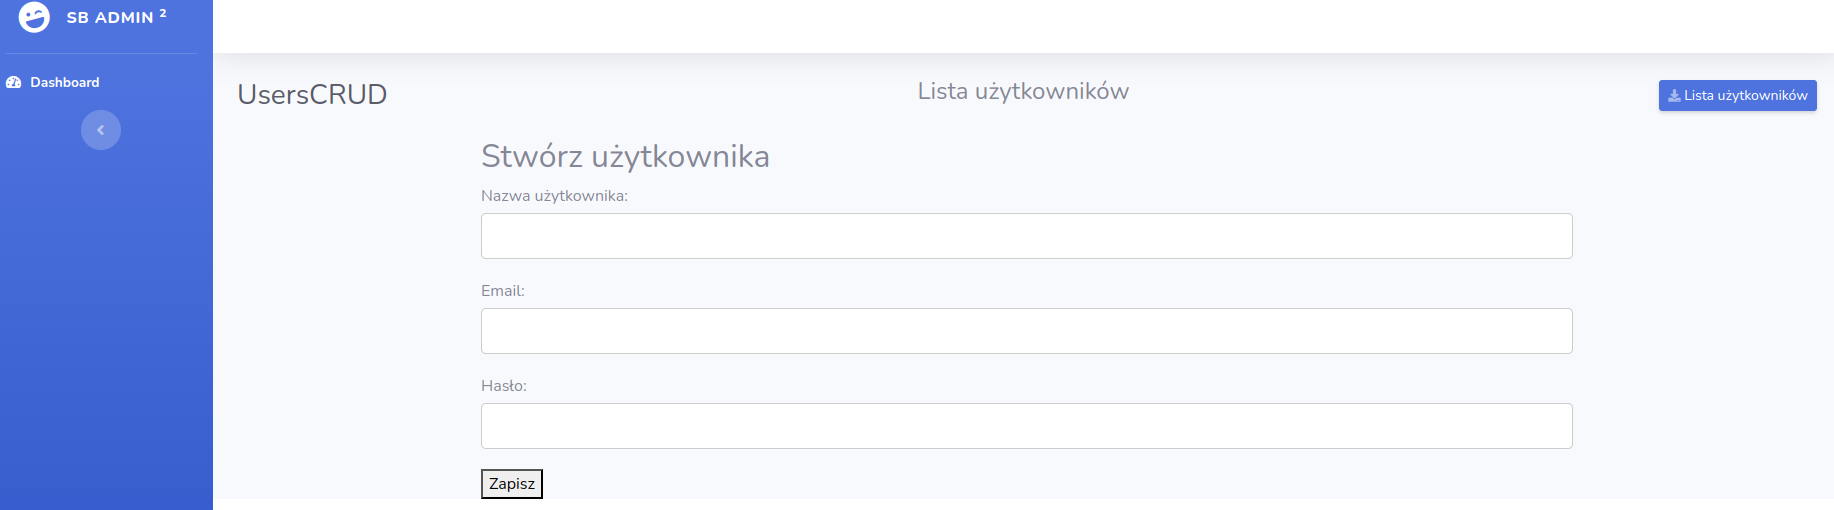 SB ADMIN 2
Dashboard
UsersCRUD
Lista użytkowników
Lista użytkowników
Stwórz użytkownika
Nazwa użytkownika:
Email:
Hasło:
Zapisz